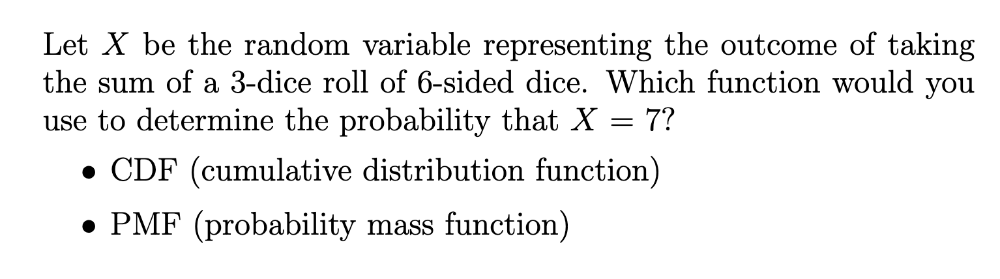 Let X be the random variable representing the outcome of taking
the sum of a 3-dice roll of 6-sided dice. Which function would you
use to determine the probability that X = 7?
• CDF (cumulative distribution function)
• PMF (probability mass function)